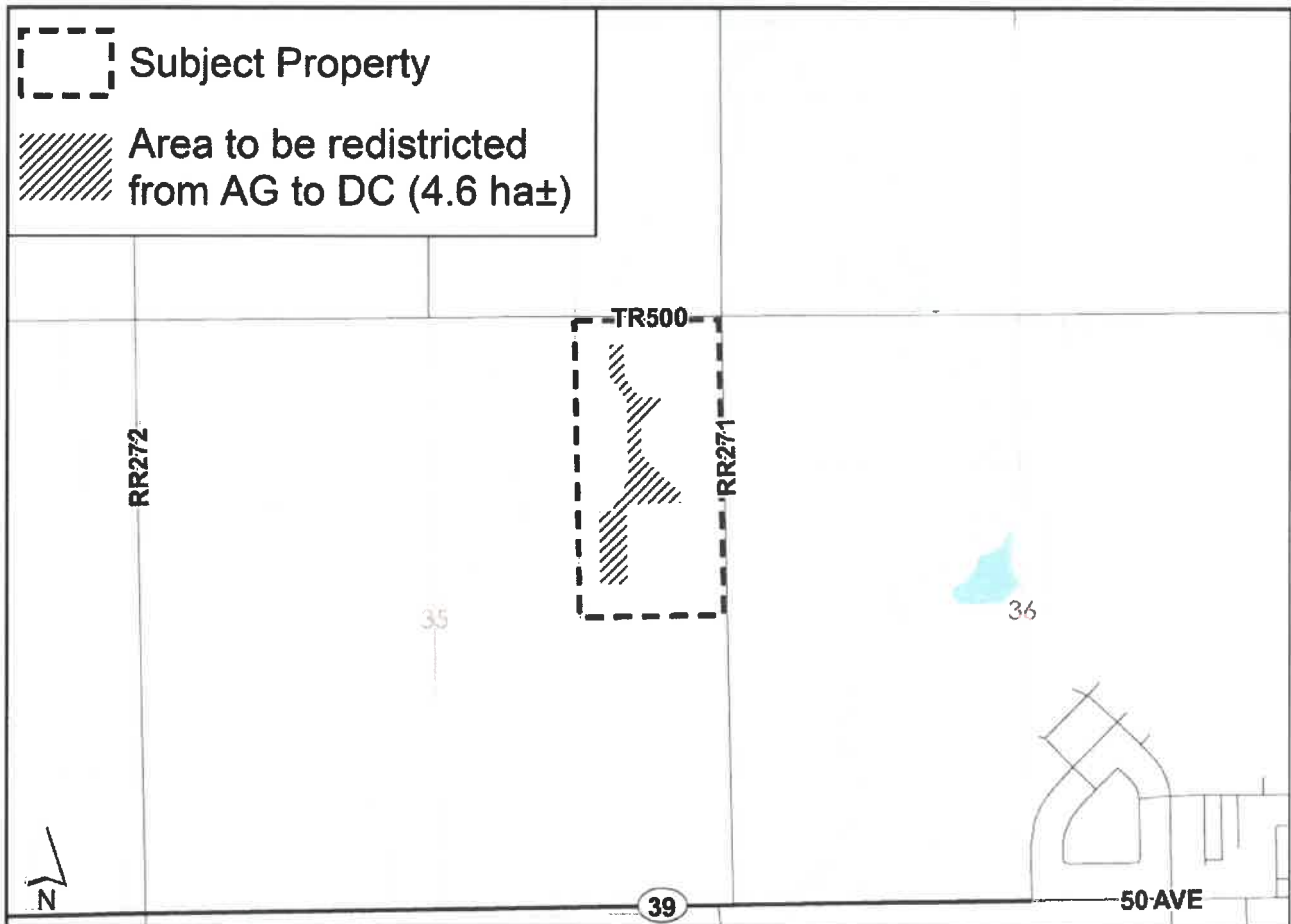 Subject Property
Area to be redistricted
from AG to DC (4.6 ha±)
TR500
RR272
RR271
35
36
N
39
50 AVE